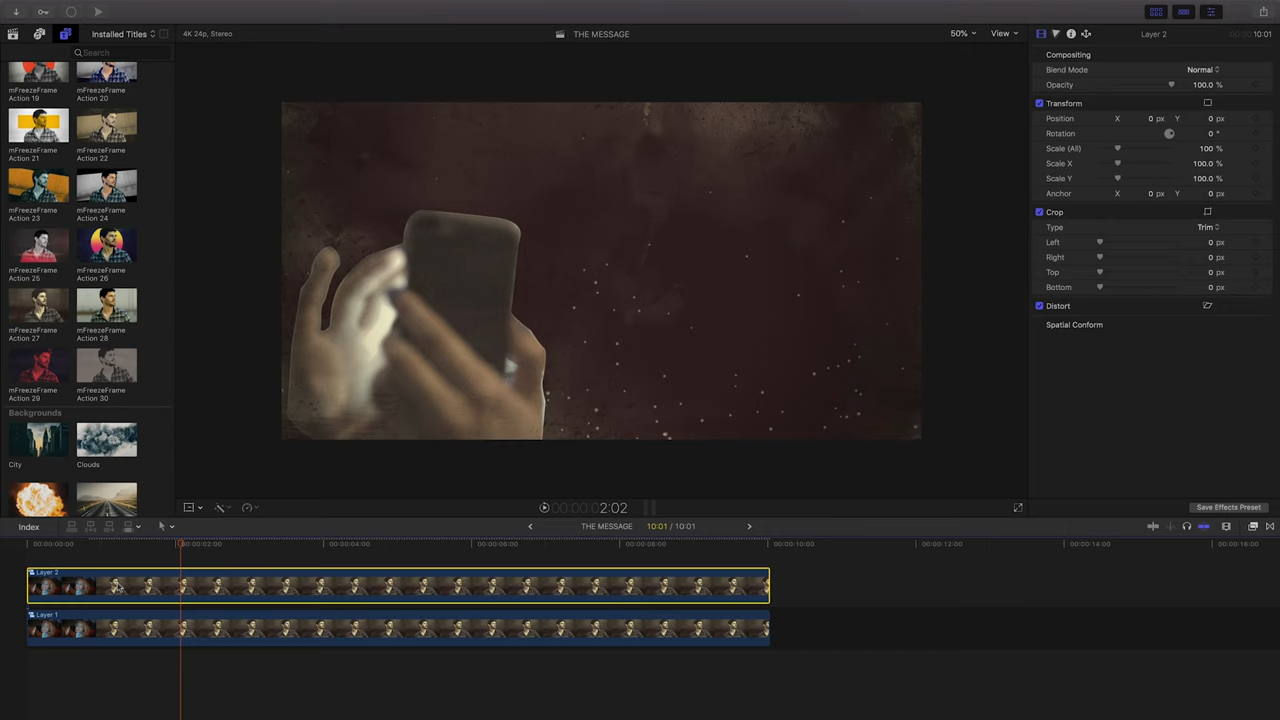 Installed Titles
4K 24p, Stereo
THE MESSAGE
50%
View
Layer 2
10:01
Search
mFreezeFrame Action 19
mFreezeFrame Action 20
mFreezeFrame Action 21
mFreezeFrame Action 22
mFreezeFrame Action 23
mFreezeFrame Action 24
mFreezeFrame Action 25
mFreezeFrame Action 26
mFreezeFrame Action 27
mFreezeFrame Action 28
mFreezeFrame Action 29
mFreezeFrame Action 30
Backgrounds
City
Clouds
Compositing
Blend Mode Normal
Opacity 100.0 %
Transform
Position X 0 px Y 0 px
Rotation 0 °
Scale (All) 100 %
Scale X 100.0 %
Scale Y 100.0 %
Anchor X 0 px Y 0 px
Crop
Type Trim
Left 0 px
Right 0 px
Top 0 px
Bottom 0 px
Distort
Spatial Conform
Save Effects Preset
00:00:00:02:02
Index
THE MESSAGE
10:01 / 10:01
00:00:00:00
00:00:02:00
00:00:04:00
00:00:06:00
00:00:08:00
00:00:10:00
00:00:12:00
00:00:14:00
00:00:16:00
Layer 2
Layer 1